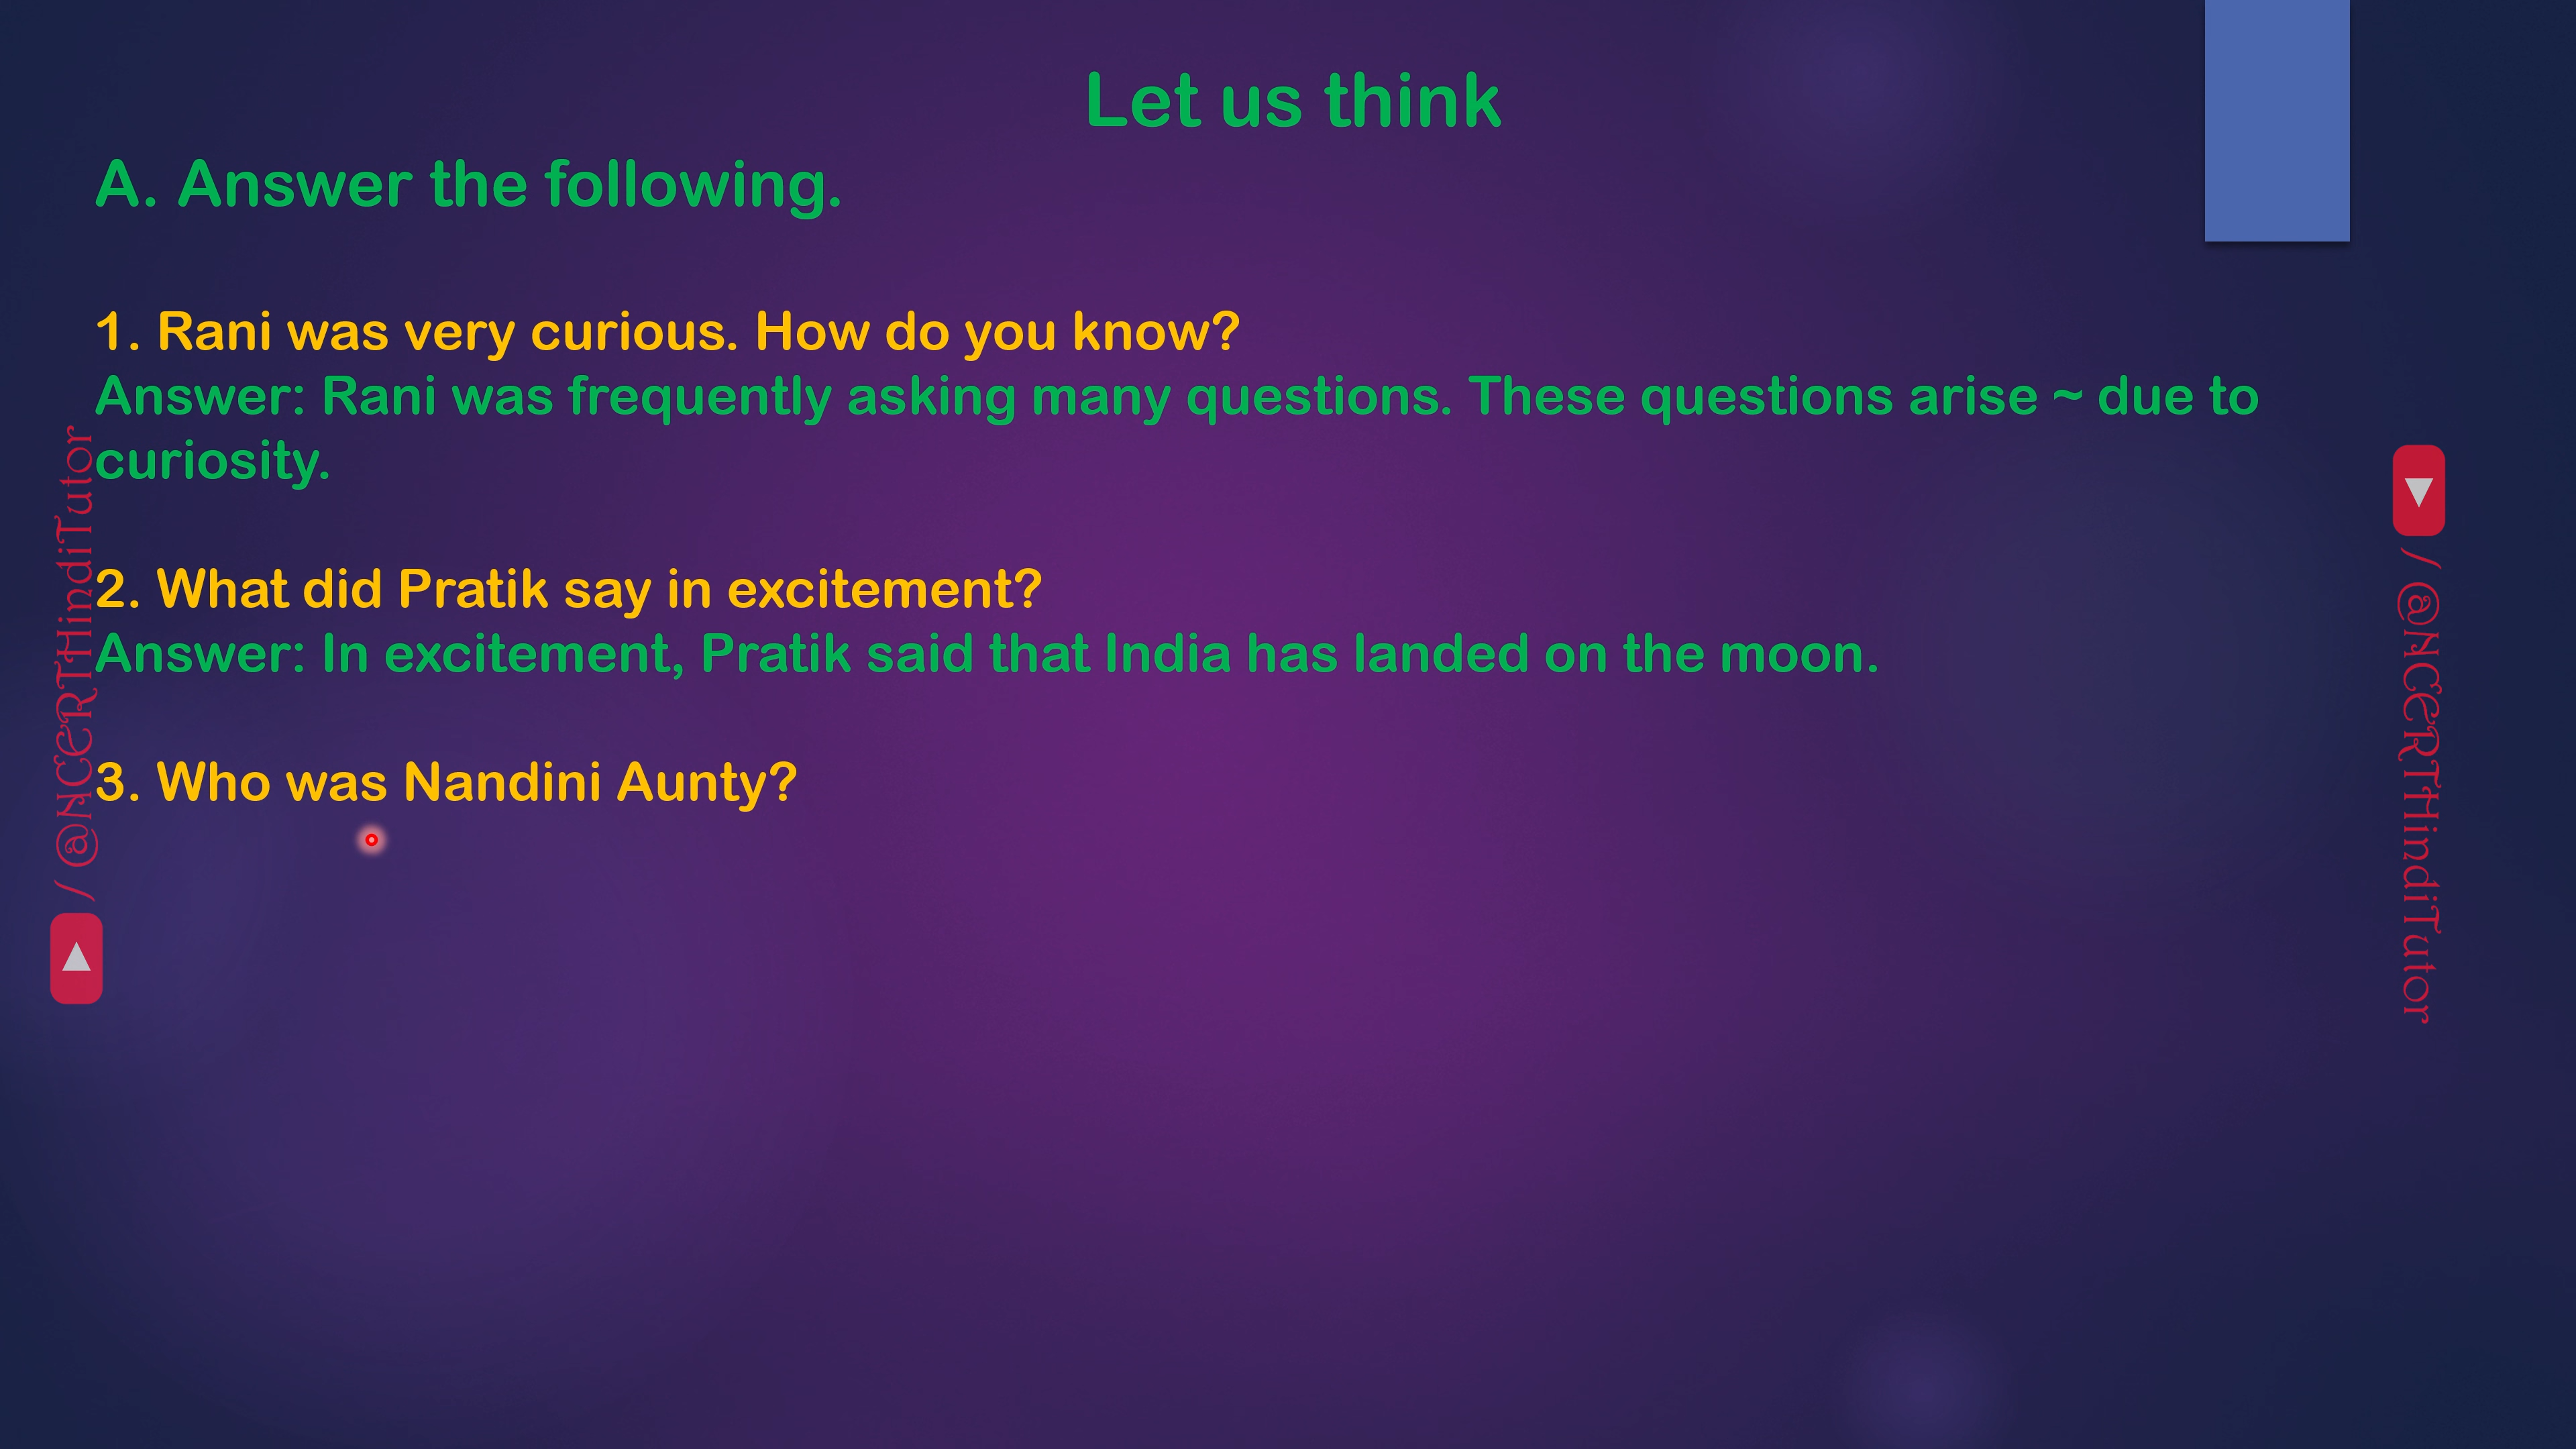 Let us think
A. Answer the following.
1. Rani was very curious. How do you know?
Answer: Rani was frequently asking many questions. These questions arise ~ due to
curiosity.
2. What did Pratik say in excitement?
Answer: In excitement, Pratik said that India has landed on the moon.
3. Who was Nandini Aunty?
/ @NCERTHindiTutor
/ @NCERTHindiTutor